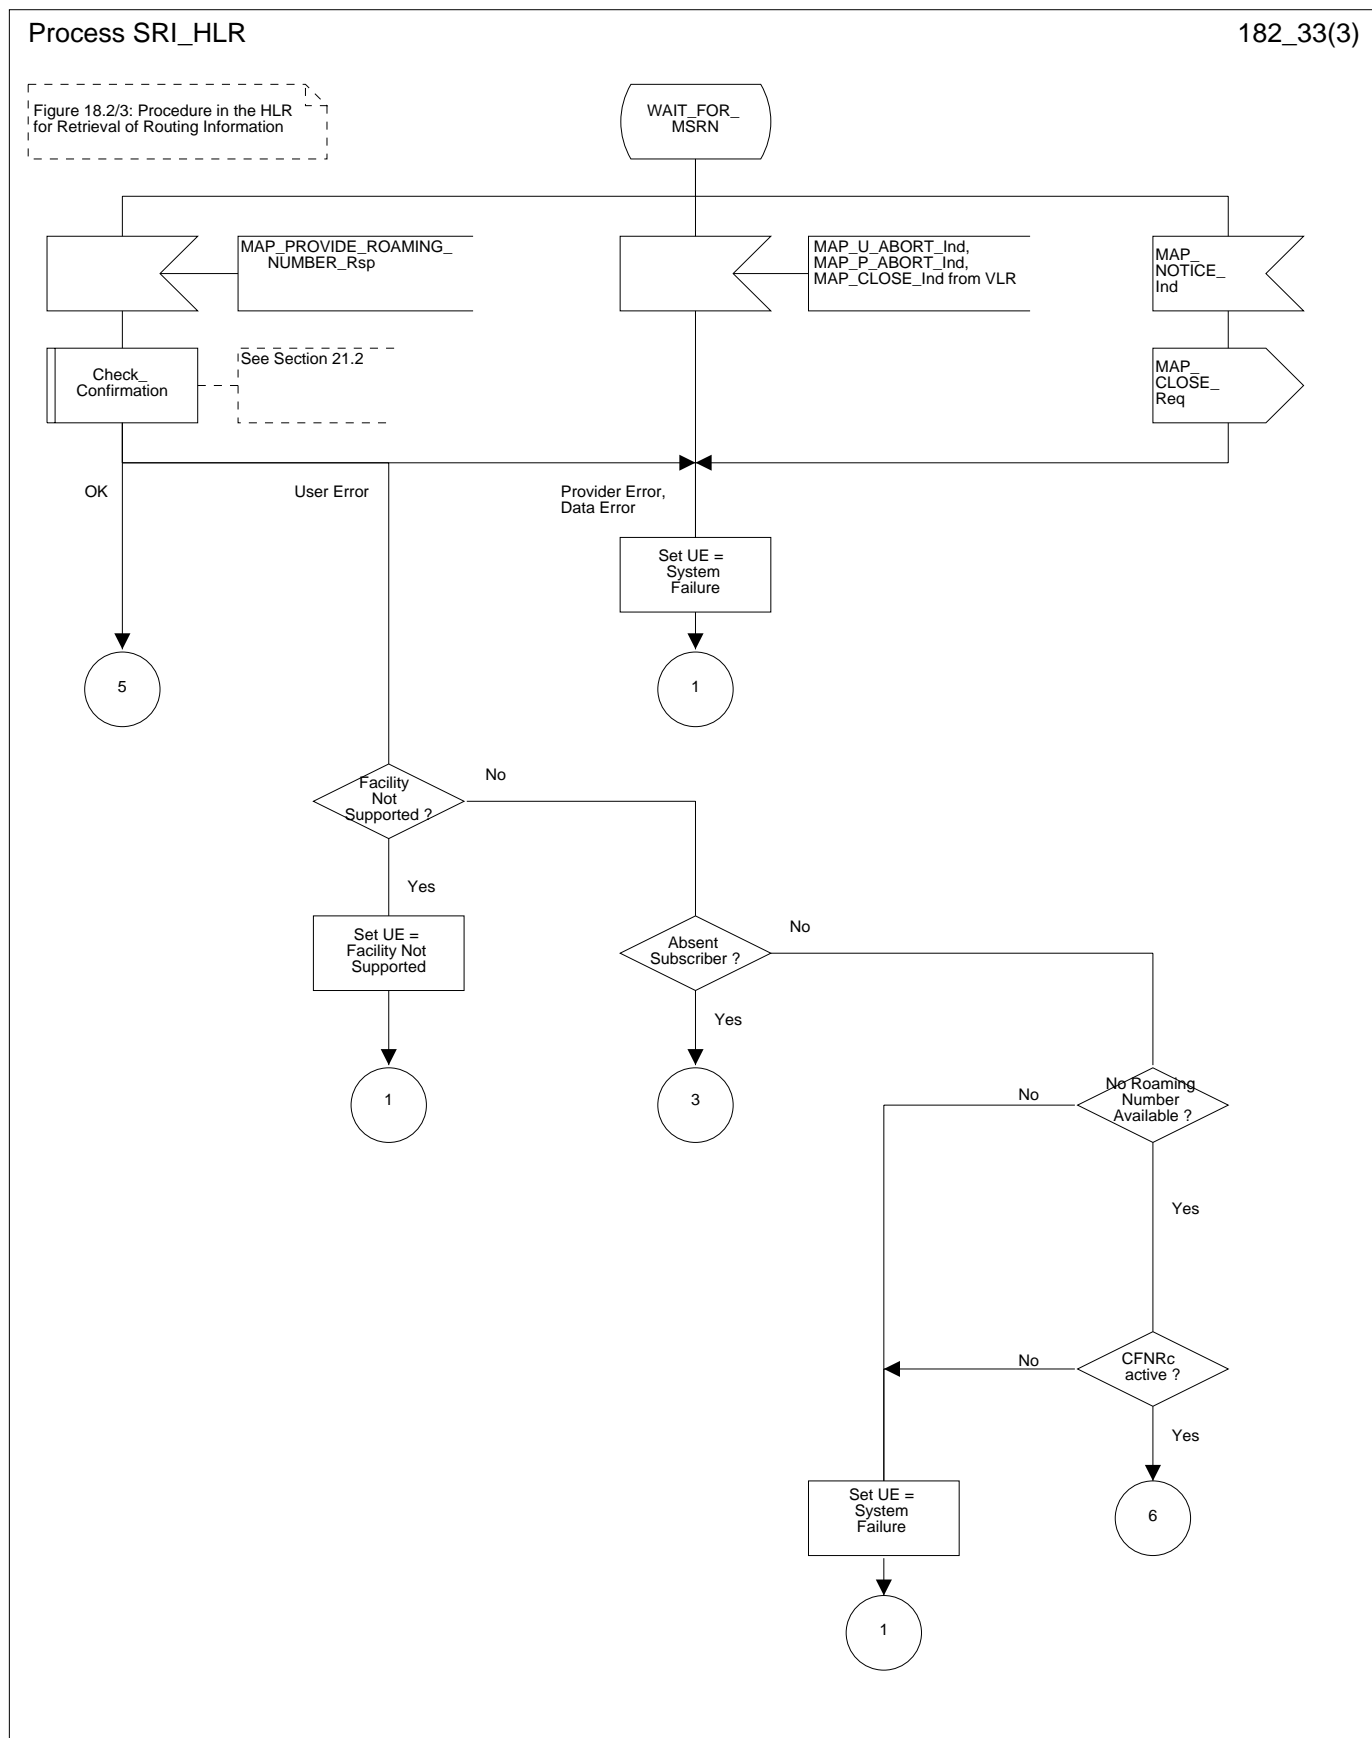 Process SRI_HLR
182_33(3)
Figure 18.2/3: Procedure in the HLR
for Retrieval of Routing Information
WAIT_FOR_
MSRN
MAP_PROVIDE_ROAMING_
NUMBER_Rsp
MAP_U_ABORT_Ind,
MAP_P_ABORT_Ind,
MAP_CLOSE_Ind from VLR
MAP_
NOTICE_
Ind
Check_
Confirmation
See Section 21.2
MAP_
CLOSE_
Req
OK
User Error
Provider Error,
Data Error
Set UE =
System
Failure
5
1
Facility
Not
Supported ?
No
Yes
Set UE =
Facility Not
Supported
Absent
Subscriber ?
No
Yes
1
3
No Roaming
Number
Available ?
No
Yes
CFNRc
active ?
No
Yes
Set UE =
System
Failure
6
1